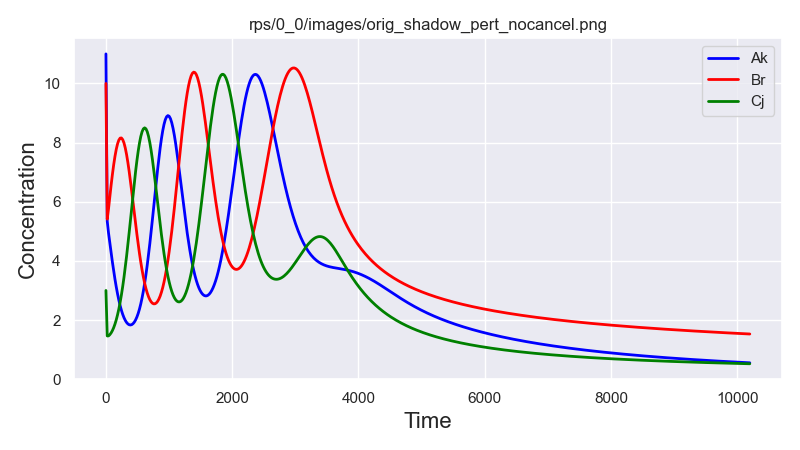 rps/0_0/images/orig_shadow_pert_nocancel.png
Ak
Br
Cj
Concentration
10
8
6
4
2
0
0
2000
4000
6000
8000
10000
Time